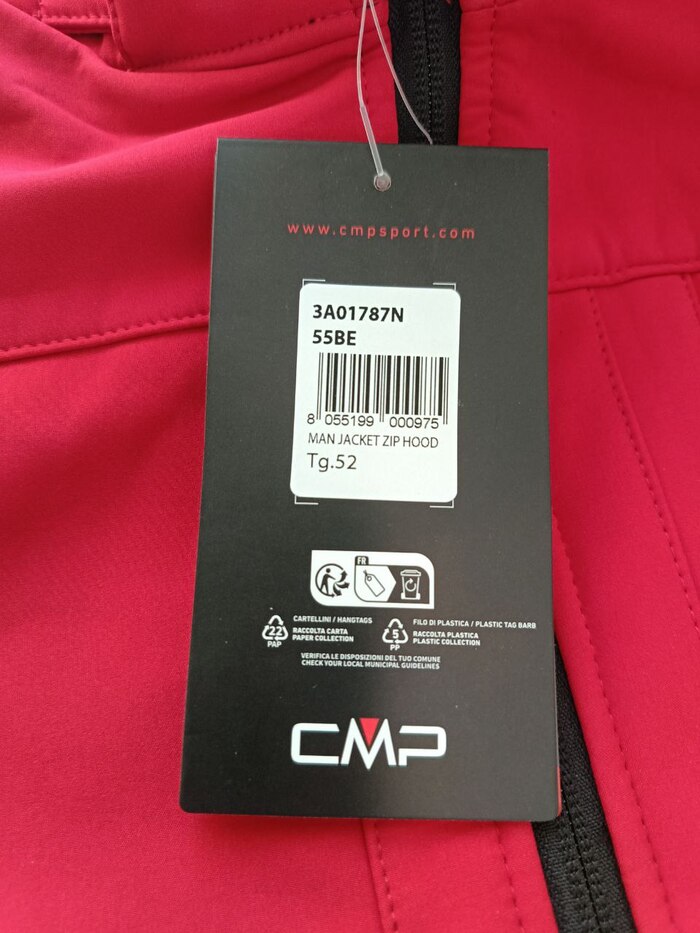 www.cmpsport.com
3A01787N
55BE
8 055199 000975
MAN JACKET ZIP HOOD
Tg.52
FR
CARTELLINI / HANGTAGS
RACCOLTA CARTA
PAPER COLLECTION
22
PAP
FILO DI PLASTICA / PLASTIC TAG BARB
RACCOLTA PLASTICA
PLASTIC COLLECTION
5
PP
VERIFICA LE DISPOSIZIONI DEL TUO COMUNE
CHECK YOUR LOCAL MUNICIPAL GUIDELINES
CMP